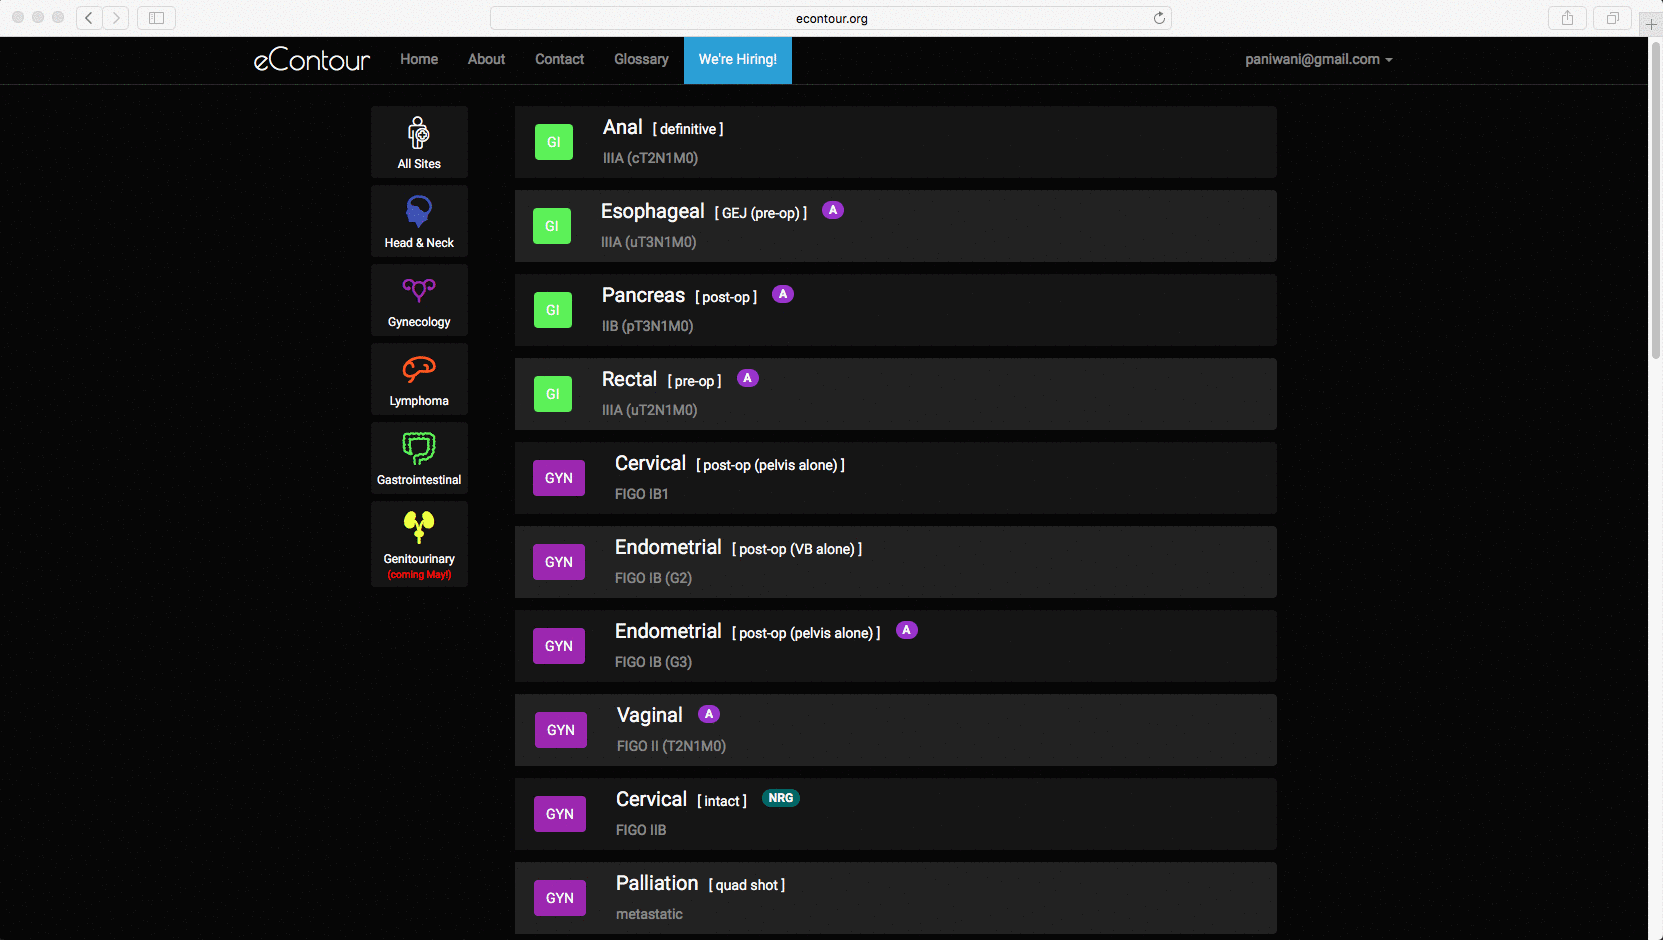 econtour.org
eContour Home About Contact Glossary We're Hiring! paniwani@gmail.com
All Sites
Head & Neck
Gynecology
Lymphoma
Gastrointestinal
Genitourinary
(coming May!)
GI Anal [ definitive ]
IIIA (cT2N1M0)
GI Esophageal [ GEJ (pre-op) ] A
IIIA (uT3N1M0)
GI Pancreas [ post-op ] A
IIB (pT3N1M0)
GI Rectal [ pre-op ] A
IIIA (uT2N1M0)
GYN Cervical [ post-op (pelvis alone) ]
FIGO IB1
GYN Endometrial [ post-op (VB alone) ]
FIGO IB (G2)
GYN Endometrial [ post-op (pelvis alone) ] A
FIGO IB (G3)
GYN Vaginal A
FIGO II (T2N1M0)
GYN Cervical [ intact ] NRG
FIGO IIB
GYN Palliation [ quad shot ]
metastatic